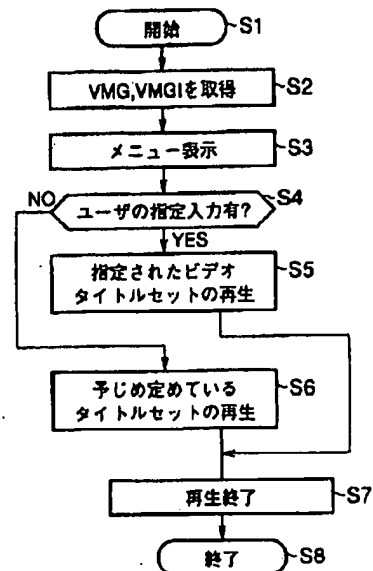 開始 S1
VMG,VMGIを取得 S2
メニュー表示 S3
NO ユーザの指定入力有? S4
YES
指定されたビデオ
タイトルセットの再生 S5
予じめ定めている
タイトルセットの再生 S6
再生終了 S7
終了 S8